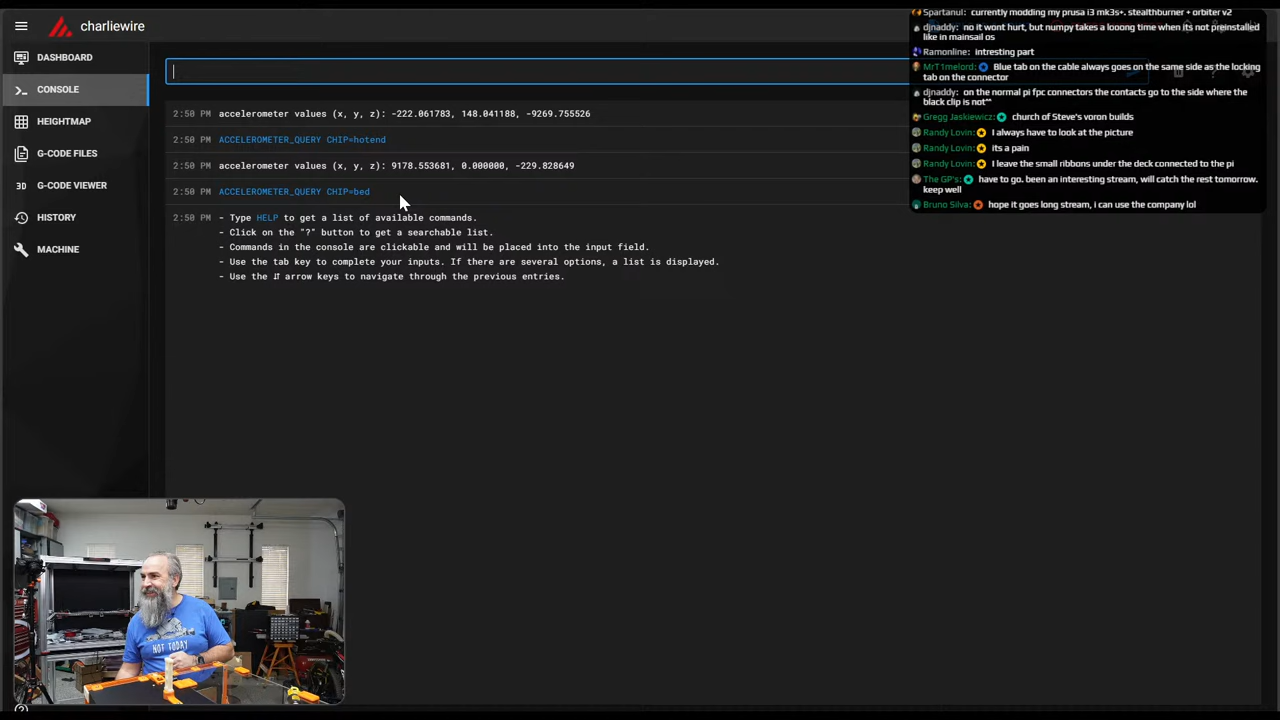 charliewire
DASHBOARD
CONSOLE
HEIGHTMAP
G-CODE FILES
3D G-CODE VIEWER
HISTORY
MACHINE
2:50 PM accelerometer values (x, y, z): -222.061783, 148.041188, -9269.755526
ACCELEROMETER_QUERY CHIP=hotend
2:50 PM accelerometer values (x, y, z): 9178.553681, 0.000000, -229.828649
2:50 PM ACCELEROMETER_QUERY CHIP=bed
2:50 PM - Type HELP to get a list of available commands.
- Click on the "?" button to get a searchable list.
- Commands in the console are clickable and will be placed into the input field.
- Use the tab key to complete your inputs. If there are several options, a list is displayed.
- Use the ⇵ arrow keys to navigate through the previous entries.
Spartanul: currently modding my prusa i3 mk3s+. stealthburner + orbiter v2
djnaddy: no it wont hurt, but numpy takes a looong time when its not preinstalled
like in mainsail os
Ramonline: intresting part
MrT1melord: Blue tab on the cable always goes on the same side as the locking
tab on the connector
djnaddy: on the normal pi fpc connectors the contacts go to the side where the
black clip is not^^
Gregg Jaskiewicz: church of Steve's voron builds
Randy Lovin: I always have to look at the picture
Randy Lovin: its a pain
Randy Lovin: I leave the small ribbons under the deck connected to the pi
The GP's: have to go. been an interesting stream, will catch the rest tomorrow.
keep well
Bruno Silva: hope it goes long stream, i can use the company lol
NOT TODAY